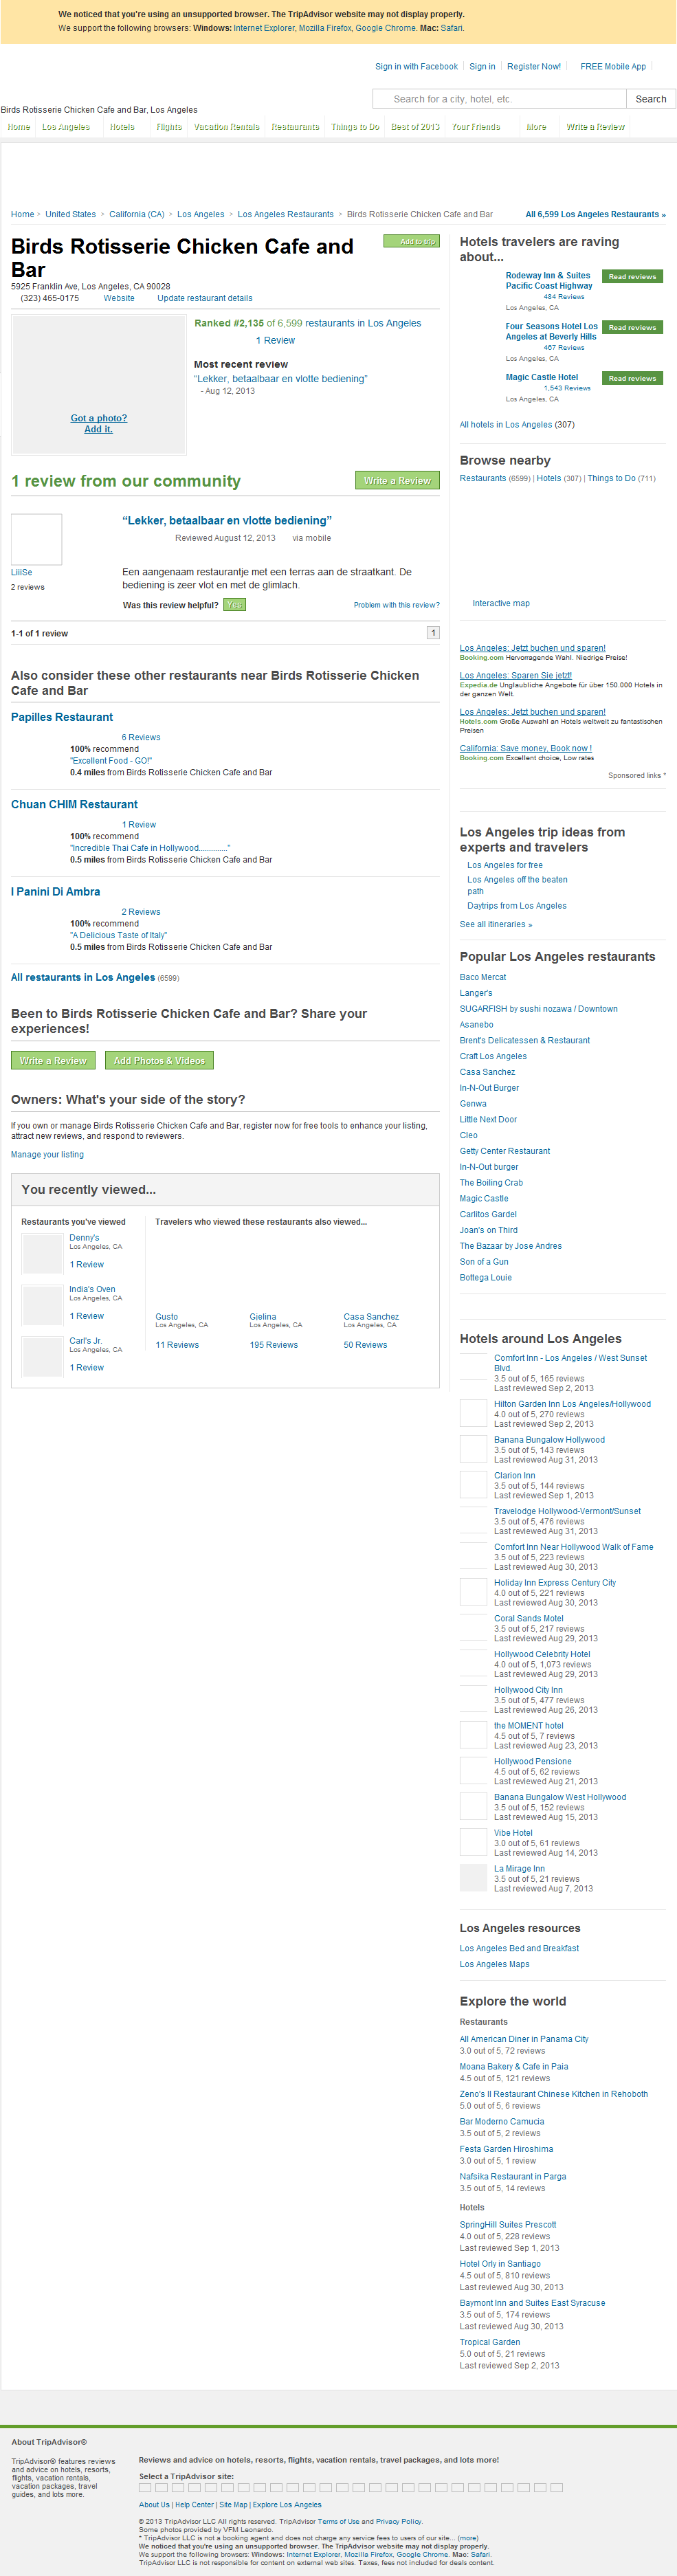 We noticed that you're using an unsupported browser. The TripAdvisor website may not display properly.
We support the following browsers: Windows: Internet Explorer, Mozilla Firefox, Google Chrome. Mac: Safari.
Sign in with Facebook
Sign in
Register Now!
FREE Mobile App
Search for a city, hotel, etc.
Search
Birds Rotisserie Chicken Cafe and Bar, Los Angeles
Home
Los Angeles
Hotels
Flights
Vacation Rentals
Restaurants
Things to Do
Best of 2013
Your Friends
More
Write a Review
Home > United States > California (CA) > Los Angeles > Los Angeles Restaurants > Birds Rotisserie Chicken Cafe and Bar
All 6,599 Los Angeles Restaurants »
Birds Rotisserie Chicken Cafe and
Bar
Add to trip
5925 Franklin Ave, Los Angeles, CA 90028
(323) 465-0175
Website
Update restaurant details
Got a photo?
Add it.
Ranked #2,135 of 6,599 restaurants in Los Angeles
1 Review
Most recent review
"Lekker, betaalbaar en vlotte bediening"
- Aug 12, 2013
1 review from our community
Write a Review
“Lekker, betaalbaar en vlotte bediening”
Reviewed August 12, 2013
via mobile
LiiiSe
2 reviews
Een aangenaam restaurantje met een terras aan de straatkant. De
bediening is zeer vlot en met de glimlach.
Was this review helpful? Yes
Problem with this review?
1-1 of 1 review
1
Also consider these other restaurants near Birds Rotisserie Chicken
Cafe and Bar
Papilles Restaurant
6 Reviews
100% recommend
"Excellent Food - GO!"
0.4 miles from Birds Rotisserie Chicken Cafe and Bar
Chuan CHIM Restaurant
1 Review
100% recommend
"Incredible Thai Cafe in Hollywood............."
0.5 miles from Birds Rotisserie Chicken Cafe and Bar
I Panini Di Ambra
2 Reviews
100% recommend
"A Delicious Taste of Italy"
0.5 miles from Birds Rotisserie Chicken Cafe and Bar
All restaurants in Los Angeles (6599)
Been to Birds Rotisserie Chicken Cafe and Bar? Share your
experiences!
Write a Review
Add Photos & Videos
Owners: What's your side of the story?
If you own or manage Birds Rotisserie Chicken Cafe and Bar, register now for free tools to enhance your listing,
attract new reviews, and respond to reviewers.
Manage your listing
You recently viewed...
Restaurants you've viewed
Denny's
Los Angeles, CA
1 Review
India's Oven
Los Angeles, CA
1 Review
Carl's Jr.
Los Angeles, CA
1 Review
Travelers who viewed these restaurants also viewed...
Gusto
Los Angeles, CA
11 Reviews
Gjelina
Los Angeles, CA
195 Reviews
Casa Sanchez
Los Angeles, CA
50 Reviews
Hotels travelers are raving
about...
Rodeway Inn & Suites
Pacific Coast Highway
484 Reviews
Los Angeles, CA
Read reviews
Four Seasons Hotel Los
Angeles at Beverly Hills
467 Reviews
Los Angeles, CA
Read reviews
Magic Castle Hotel
1,543 Reviews
Los Angeles, CA
Read reviews
All hotels in Los Angeles (307)
Browse nearby
Restaurants (6599) | Hotels (307) | Things to Do (711)
Interactive map
Los Angeles: Jetzt buchen und sparen!
Booking.com Hervorragende Wahl. Niedrige Preise!
Los Angeles: Sparen Sie jetzt!
Expedia.de Unglaubliche Angebote für über 150.000 Hotels in
der ganzen Welt.
Los Angeles: Jetzt buchen und sparen!
Hotels.com Große Auswahl an Hotels weltweit zu fantastischen
Preisen
California: Save money, Book now !
Booking.com Excellent choice, Low rates
Sponsored links *
Los Angeles trip ideas from
experts and travelers
Los Angeles for free
Los Angeles off the beaten
path
Daytrips from Los Angeles
See all itineraries »
Popular Los Angeles restaurants
Baco Mercat
Langer's
SUGARFISH by sushi nozawa / Downtown
Asanebo
Brent's Delicatessen & Restaurant
Craft Los Angeles
Casa Sanchez
In-N-Out Burger
Genwa
Little Next Door
Cleo
Getty Center Restaurant
In-N-Out burger
The Boiling Crab
Magic Castle
Carlitos Gardel
Joan's on Third
The Bazaar by Jose Andres
Son of a Gun
Bottega Louie
Hotels around Los Angeles
Comfort Inn - Los Angeles / West Sunset
Blvd.
3.5 out of 5, 165 reviews
Last reviewed Sep 2, 2013
Hilton Garden Inn Los Angeles/Hollywood
4.0 out of 5, 270 reviews
Last reviewed Sep 2, 2013
Banana Bungalow Hollywood
3.5 out of 5, 143 reviews
Last reviewed Aug 31, 2013
Clarion Inn
3.5 out of 5, 144 reviews
Last reviewed Sep 1, 2013
Travelodge Hollywood-Vermont/Sunset
3.5 out of 5, 476 reviews
Last reviewed Aug 31, 2013
Comfort Inn Near Hollywood Walk of Fame
3.5 out of 5, 223 reviews
Last reviewed Aug 30, 2013
Holiday Inn Express Century City
4.0 out of 5, 221 reviews
Last reviewed Aug 30, 2013
Coral Sands Motel
3.5 out of 5, 217 reviews
Last reviewed Aug 29, 2013
Hollywood Celebrity Hotel
4.0 out of 5, 1,073 reviews
Last reviewed Aug 29, 2013
Hollywood City Inn
3.5 out of 5, 477 reviews
Last reviewed Aug 26, 2013
the MOMENT hotel
4.5 out of 5, 7 reviews
Last reviewed Aug 23, 2013
Hollywood Pensione
4.5 out of 5, 62 reviews
Last reviewed Aug 21, 2013
Banana Bungalow West Hollywood
3.5 out of 5, 152 reviews
Last reviewed Aug 15, 2013
Vibe Hotel
3.0 out of 5, 61 reviews
Last reviewed Aug 14, 2013
La Mirage Inn
3.5 out of 5, 21 reviews
Last reviewed Aug 7, 2013
Los Angeles resources
Los Angeles Bed and Breakfast
Los Angeles Maps
Explore the world
Restaurants
All American Diner in Panama City
3.0 out of 5, 72 reviews
Moana Bakery & Cafe in Paia
4.5 out of 5, 121 reviews
Zeno's II Restaurant Chinese Kitchen in Rehoboth
5.0 out of 5, 6 reviews
Bar Moderno Camucia
3.5 out of 5, 2 reviews
Festa Garden Hiroshima
3.0 out of 5, 1 review
Nafsika Restaurant in Parga
3.5 out of 5, 14 reviews
Hotels
SpringHill Suites Prescott
4.0 out of 5, 228 reviews
Last reviewed Sep 1, 2013
Hotel Orly in Santiago
4.5 out of 5, 810 reviews
Last reviewed Aug 30, 2013
Baymont Inn and Suites East Syracuse
3.5 out of 5, 174 reviews
Last reviewed Aug 30, 2013
Tropical Garden
5.0 out of 5, 21 reviews
Last reviewed Sep 2, 2013
About TripAdvisor®
TripAdvisor® features reviews
and advice on hotels, resorts,
flights, vacation rentals,
vacation packages, travel
guides, and lots more.
Reviews and advice on hotels, resorts, flights, vacation rentals, travel packages, and lots more!
Select a TripAdvisor site:
About Us | Help Center | Site Map | Explore Los Angeles
© 2013 TripAdvisor LLC All rights reserved. TripAdvisor Terms of Use and Privacy Policy.
Some photos provided by VFM Leonardo.
* TripAdvisor LLC is not a booking agent and does not charge any service fees to users of our site... (more)
We noticed that you're using an unsupported browser. The TripAdvisor website may not display properly.
We support the following browsers: Windows: Internet Explorer, Mozilla Firefox, Google Chrome. Mac: Safari.
TripAdvisor LLC is not responsible for content on external web sites. Taxes, fees not included for deals content.